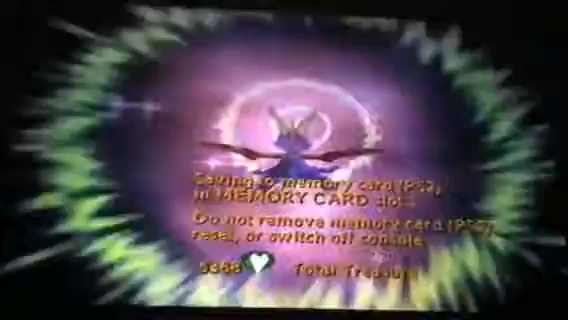 Saving to memory card (PS2)
in MEMORY CARD slot
Do not remove memory card (PS2),
reset, or switch off console
Total Treasure